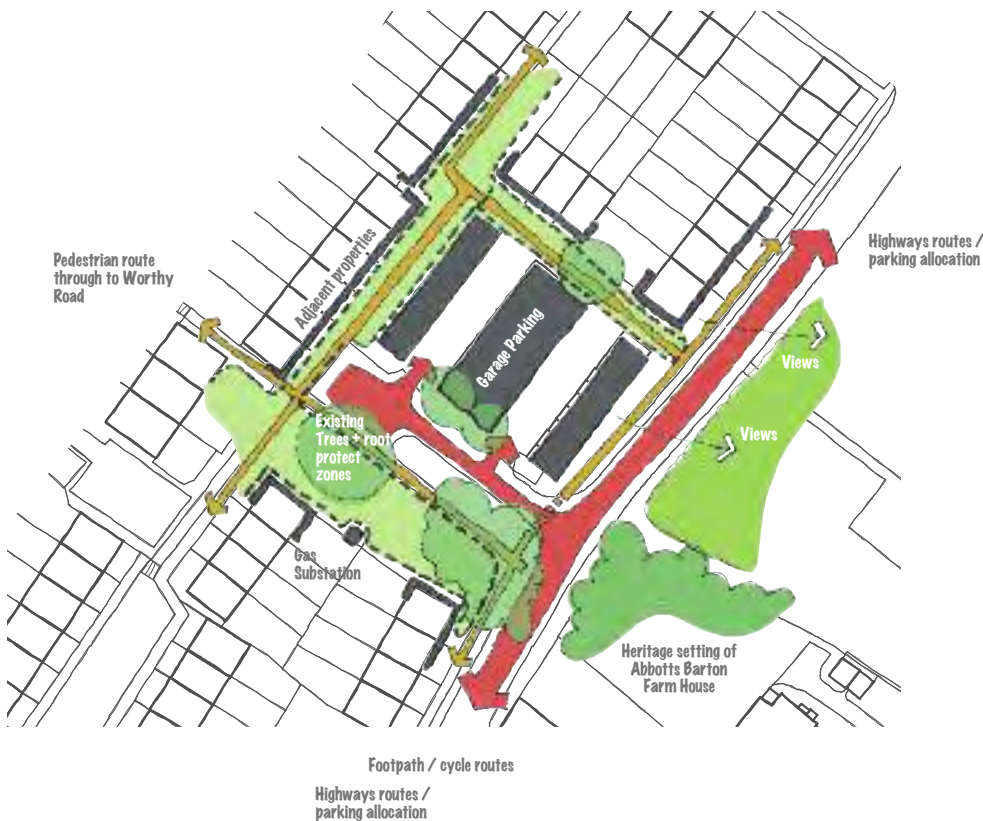 Highways routes /
parking allocation
Pedestrian route
through to Worthy
Road
Adjacent properties
Garage Parking
Views
Views
Existing
Trees + root
protect
zones
Gas
Substation
Heritage setting of
Abbotts Barton
Farm House
Footpath / cycle routes
Highways routes /
parking allocation